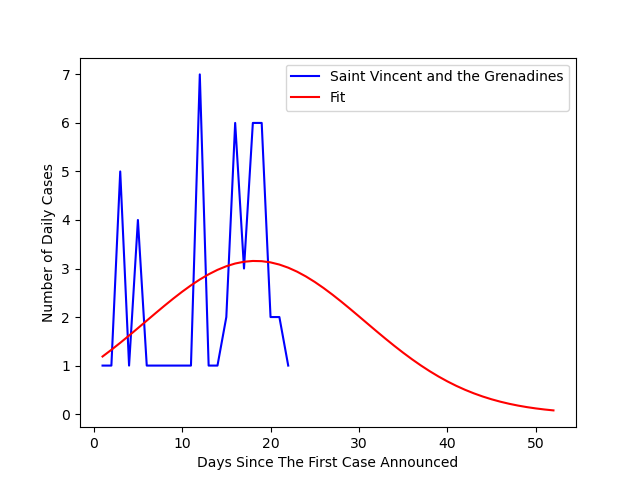 Saint Vincent and the Grenadines
Fit
7
6
5
4
3
2
1
0
Number of Daily Cases
0 10 20 30 40 50
Days Since The First Case Announced